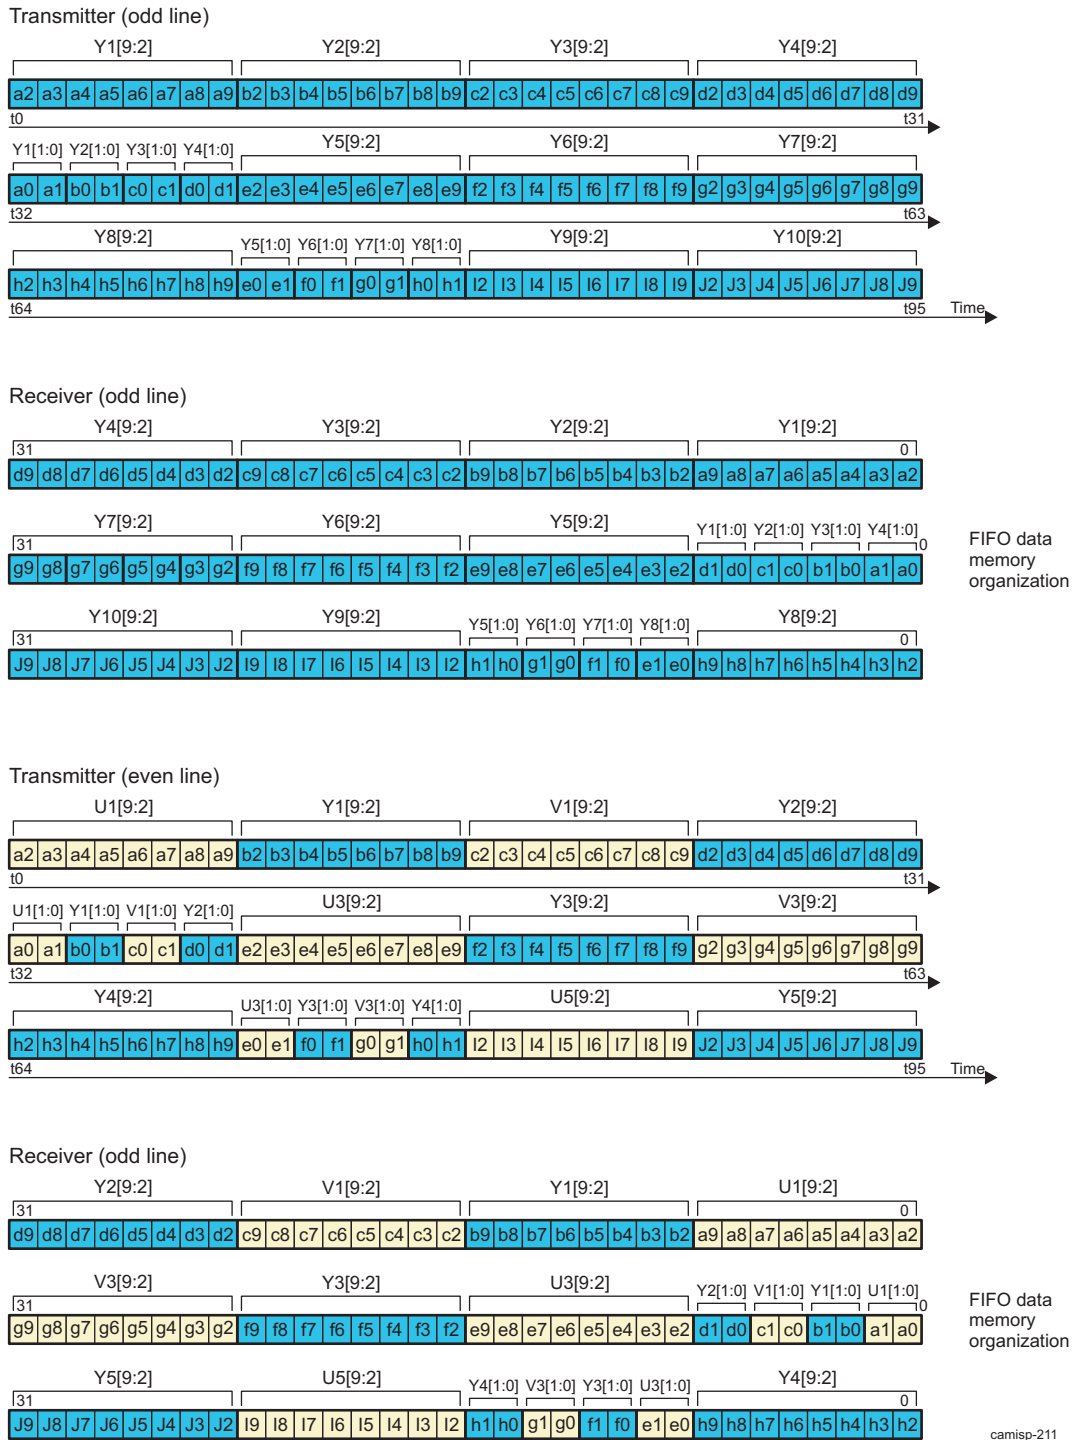 Transmitter (odd line)
Y1[9:2] Y2[9:2] Y3[9:2] Y4[9:2]
a2 a3 a4 a5 a6 a7 a8 a9 b2 b3 b4 b5 b6 b7 b8 b9 c2 c3 c4 c5 c6 c7 c8 c9 d2 d3 d4 d5 d6 d7 d8 d9
t0 t31
Y1[1:0] Y2[1:0] Y3[1:0] Y4[1:0] Y5[9:2] Y6[9:2] Y7[9:2]
a0 a1 b0 b1 c0 c1 d0 d1 e2 e3 e4 e5 e6 e7 e8 e9 f2 f3 f4 f5 f6 f7 f8 f9 g2 g3 g4 g5 g6 g7 g8 g9
t32 t63
Y8[9:2] Y5[1:0] Y6[1:0] Y7[1:0] Y8[1:0] Y9[9:2] Y10[9:2]
h2 h3 h4 h5 h6 h7 h8 h9 e0 e1 f0 f1 g0 g1 h0 h1 I2 I3 I4 I5 I6 I7 I8 I9 J2 J3 J4 J5 J6 J7 J8 J9
t64 t95 Time
Receiver (odd line)
Y4[9:2] Y3[9:2] Y2[9:2] Y1[9:2]
31 0
d9 d8 d7 d6 d5 d4 d3 d2 c9 c8 c7 c6 c5 c4 c3 c2 b9 b8 b7 b6 b5 b4 b3 b2 a9 a8 a7 a6 a5 a4 a3 a2
Y7[9:2] Y6[9:2] Y5[9:2] Y1[1:0] Y2[1:0] Y3[1:0] Y4[1:0]
31 0
g9 g8 g7 g6 g5 g4 g3 g2 f9 f8 f7 f6 f5 f4 f3 f2 e9 e8 e7 e6 e5 e4 e3 e2 d1 d0 c1 c0 b1 b0 a1 a0
FIFO data
memory
organization
Y10[9:2] Y9[9:2] Y5[1:0] Y6[1:0] Y7[1:0] Y8[1:0] Y8[9:2]
31 0
J9 J8 J7 J6 J5 J4 J3 J2 I9 I8 I7 I6 I5 I4 I3 I2 h1 h0 g1 g0 f1 f0 e1 e0 h9 h8 h7 h6 h5 h4 h3 h2
Transmitter (even line)
U1[9:2] Y1[9:2] V1[9:2] Y2[9:2]
a2 a3 a4 a5 a6 a7 a8 a9 b2 b3 b4 b5 b6 b7 b8 b9 c2 c3 c4 c5 c6 c7 c8 c9 d2 d3 d4 d5 d6 d7 d8 d9
t0 t31
U1[1:0] Y1[1:0] V1[1:0] Y2[1:0] U3[9:2] Y3[9:2] V3[9:2]
a0 a1 b0 b1 c0 c1 d0 d1 e2 e3 e4 e5 e6 e7 e8 e9 f2 f3 f4 f5 f6 f7 f8 f9 g2 g3 g4 g5 g6 g7 g8 g9
t32 t63
Y4[9:2] U3[1:0] Y3[1:0] V3[1:0] Y4[1:0] U5[9:2] Y5[9:2]
h2 h3 h4 h5 h6 h7 h8 h9 e0 e1 f0 f1 g0 g1 h0 h1 I2 I3 I4 I5 I6 I7 I8 I9 J2 J3 J4 J5 J6 J7 J8 J9
t64 t95 Time
Receiver (odd line)
Y2[9:2] V1[9:2] Y1[9:2] U1[9:2]
31 0
d9 d8 d7 d6 d5 d4 d3 d2 c9 c8 c7 c6 c5 c4 c3 c2 b9 b8 b7 b6 b5 b4 b3 b2 a9 a8 a7 a6 a5 a4 a3 a2
V3[9:2] Y3[9:2] U3[9:2] Y2[1:0] V1[1:0] Y1[1:0] U1[1:0]
31 0
g9 g8 g7 g6 g5 g4 g3 g2 f9 f8 f7 f6 f5 f4 f3 f2 e9 e8 e7 e6 e5 e4 e3 e2 d1 d0 c1 c0 b1 b0 a1 a0
FIFO data
memory
organization
Y5[9:2] U5[9:2] Y4[1:0] V3[1:0] Y3[1:0] U3[1:0] Y4[9:2]
31 0
J9 J8 J7 J6 J5 J4 J3 J2 I9 I8 I7 I6 I5 I4 I3 I2 h1 h0 g1 g0 f1 f0 e1 e0 h9 h8 h7 h6 h5 h4 h3 h2
camisp-211